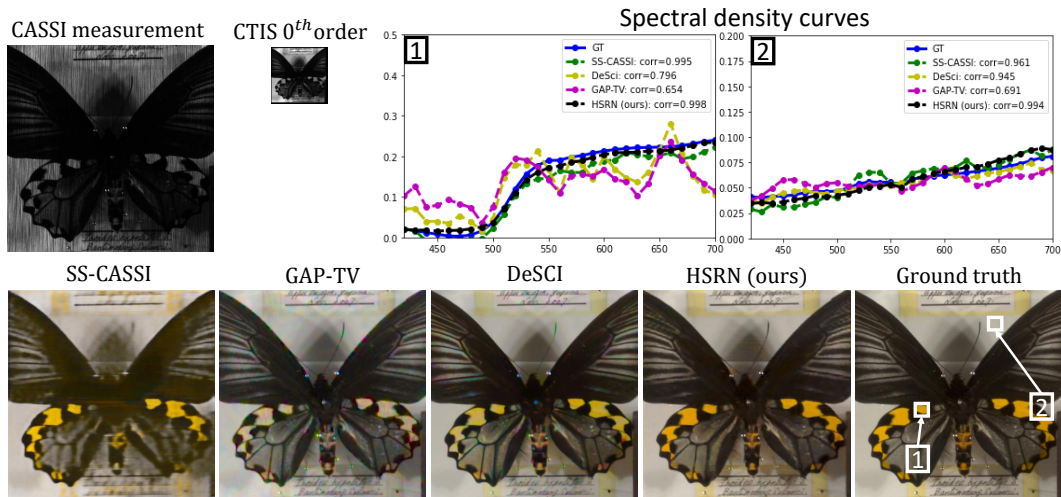 CASSI measurement
CTIS 0th order
Spectral density curves
1
0.5
0.4
0.3
0.2
0.1
0.0
450
500
550
600
650
700
GT
SS-CASSI: corr=0.995
DeSci: corr=0.796
GAP-TV: corr=0.654
HSRN (ours): corr=0.998
2
0.200
0.175
0.150
0.125
0.100
0.075
0.050
0.025
0.000
450
500
550
600
650
700
GT
SS-CASSI: corr=0.961
DeSci: corr=0.945
GAP-TV: corr=0.691
HSRN (ours): corr=0.994
SS-CASSI
GAP-TV
DeSCI
HSRN (ours)
Ground truth
1
2